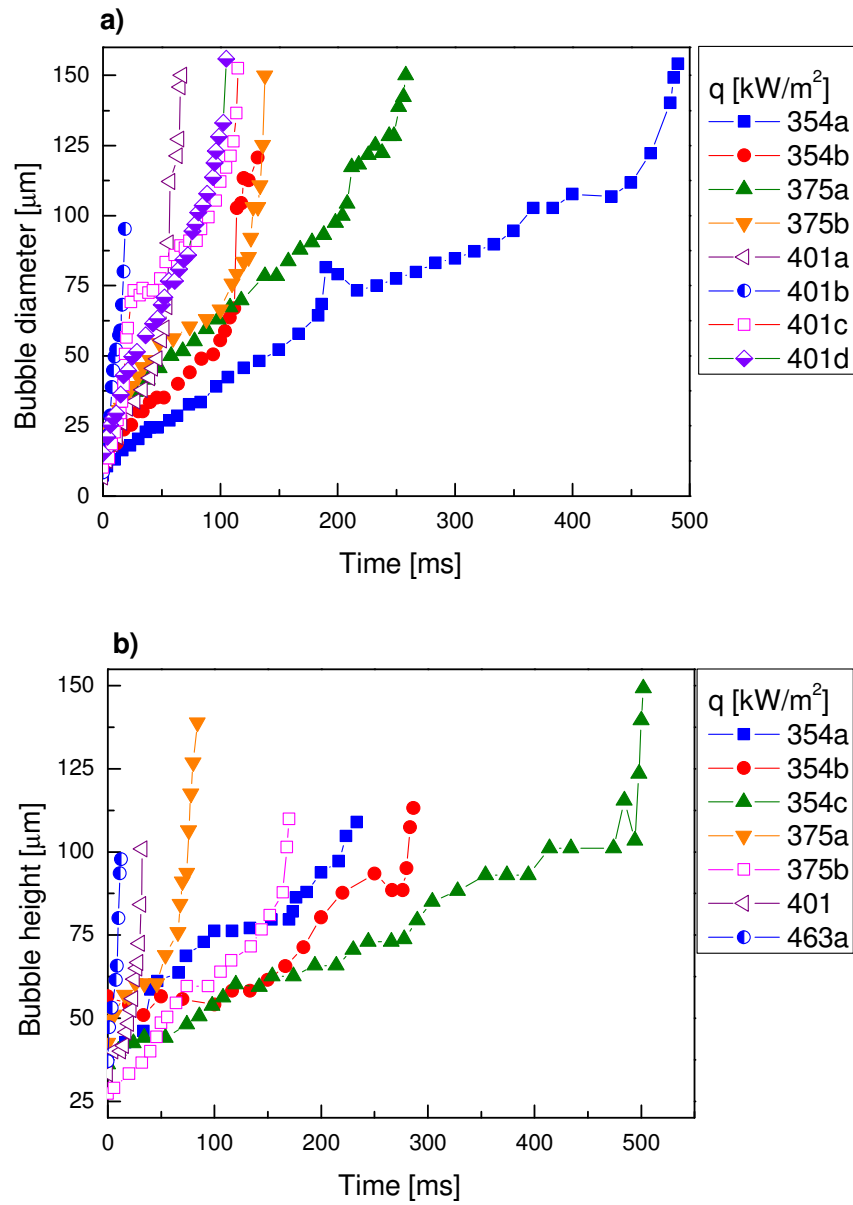 a)
150
125
100
75
50
25
0
Bubble diameter [µm]
0 100 200 300 400 500
Time [ms]
q [kW/m²]
354a
354b
375a
375b
401a
401b
401c
401d
b)
150
125
100
75
50
25
Bubble height [µm]
0 100 200 300 400 500
Time [ms]
q [kW/m²]
354a
354b
354c
375a
375b
401
463a